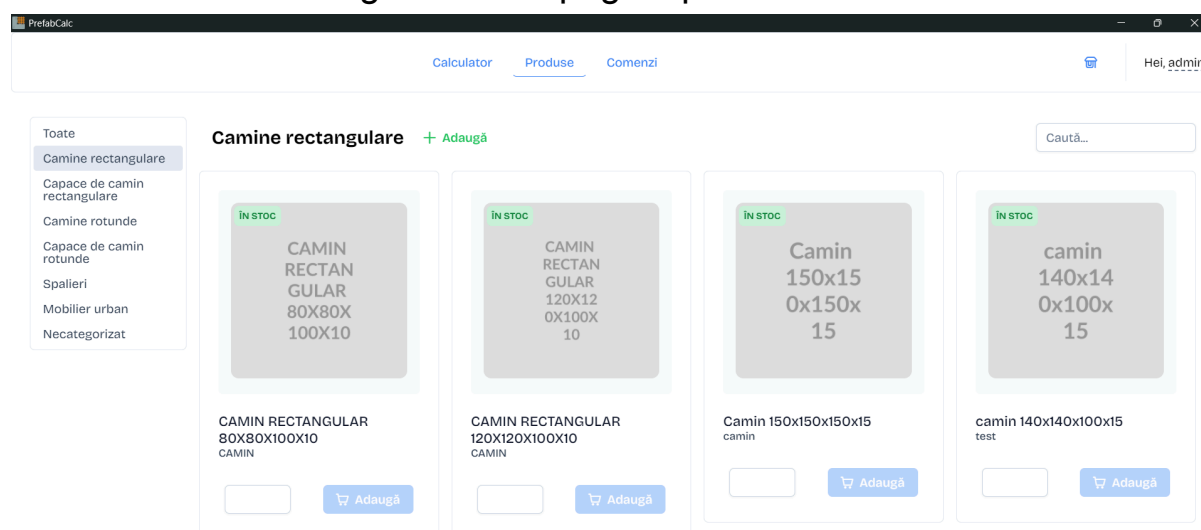 PrefabCalc
Calculator Produse Comenzi
Hei, admin
Toate
Camine rectangulare
Capace de camin
rectangulare
Camine rotunde
Capace de camin
rotunde
Spalieri
Mobilier urban
Necategorizat
Camine rectangulare + Adaugă
Caută...
ÎN STOC
CAMIN
RECTAN
GULAR
80X80X
100X10
CAMIN RECTANGULAR
80X80X100X10
CAMIN
Adaugă
ÎN STOC
CAMIN
RECTAN
GULAR
120X12
0X100X
10
CAMIN RECTANGULAR
120X120X100X10
CAMIN
Adaugă
ÎN STOC
Camin
150x15
0x150x
15
Camin 150x150x150x15
camin
Adaugă
ÎN STOC
camin
140x14
0x100x
15
camin 140x140x100x15
test
Adaugă